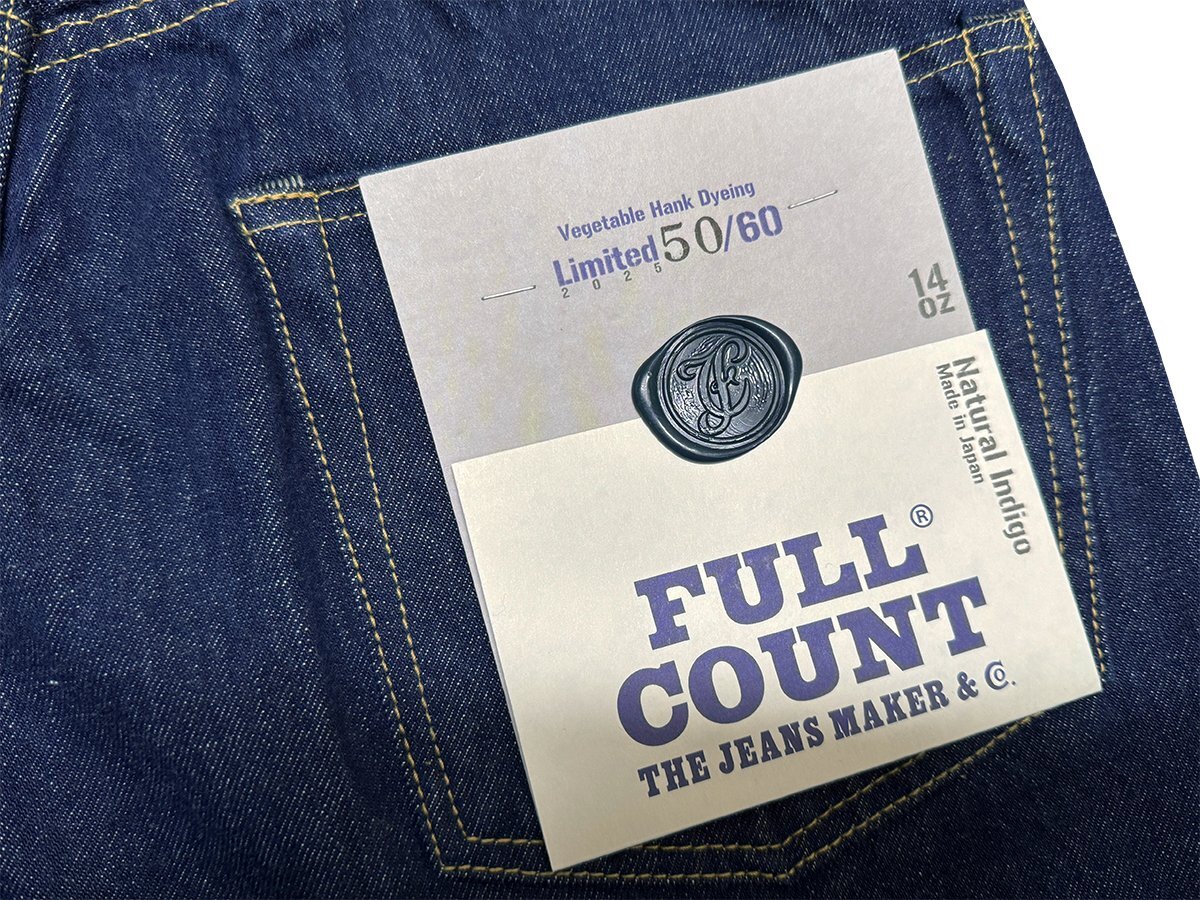 Vegetable Hank Dyeing
Limited 50/60
2025
14
oz
Natural Indigo
Made in Japan
FULL®
COUNT
THE JEANS MAKER & Co.